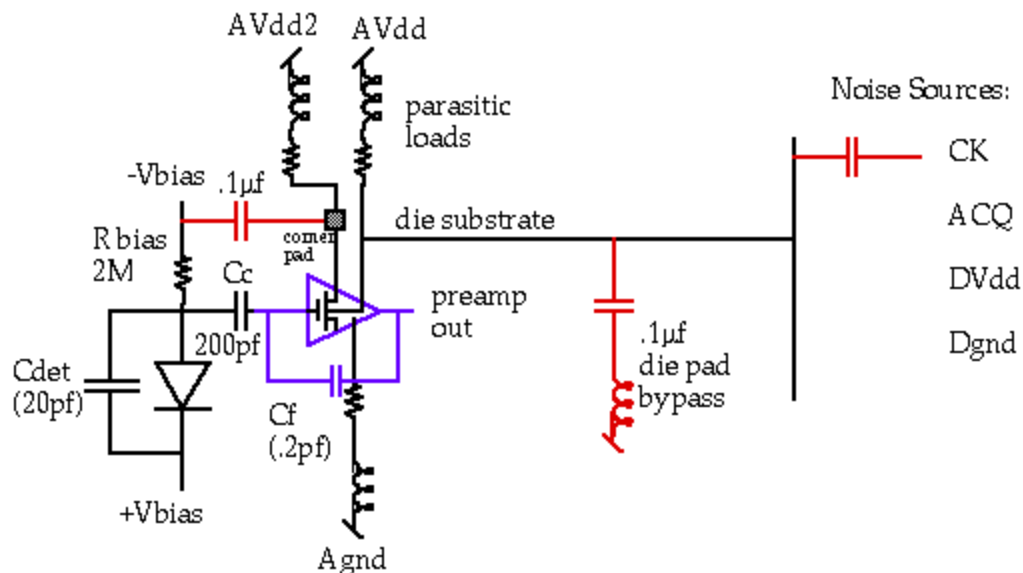 AVdd2
AVdd
parasitic
loads
Noise Sources:
CK
-Vbias
.1µf
die substrate
ACQ
corner
pad
R bias
2M
Cc
DVdd
preamp
out
200pf
.1µf
die pad
bypass
Dgnd
Cdet
(20pf)
Cf
(.2pf)
+Vbias
Agnd